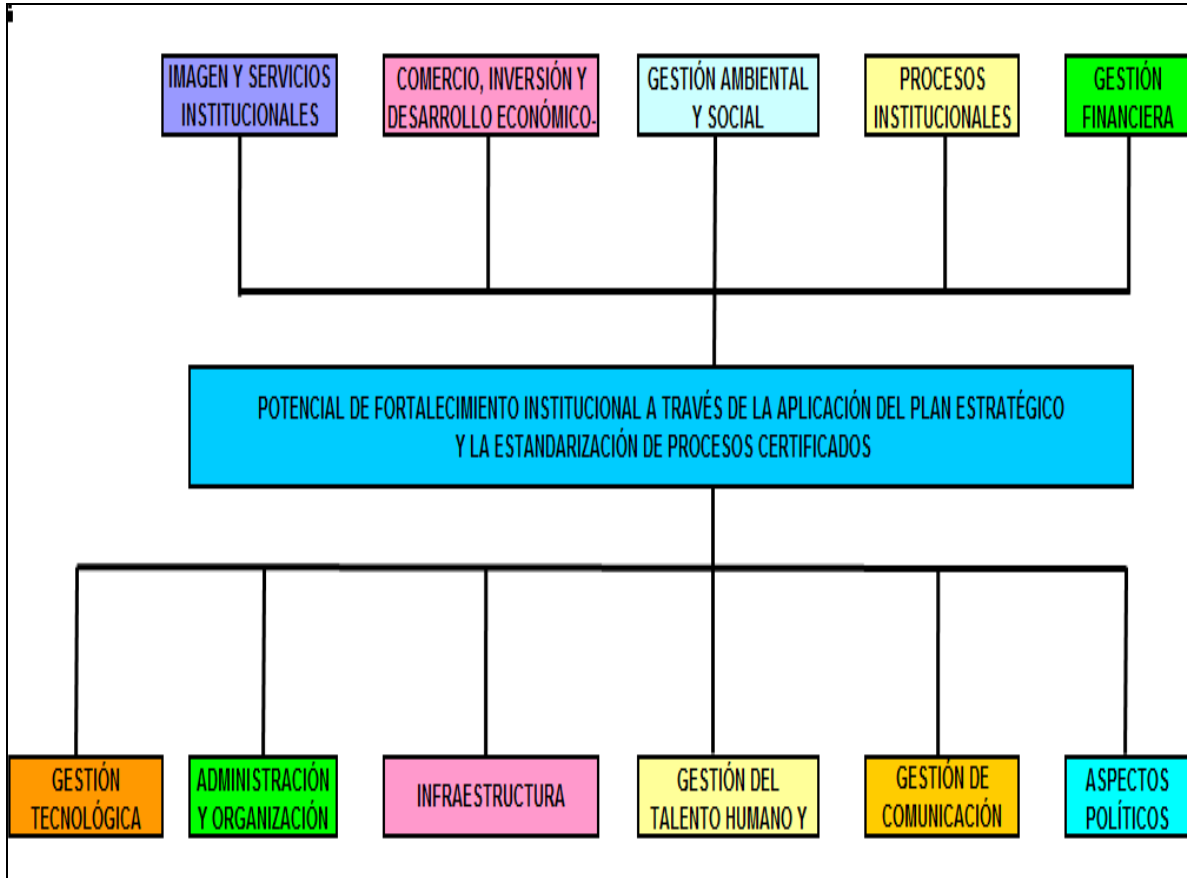 IMAGEN Y SERVICIOS
INSTITUCIONALES
COMERCIO, INVERSIÓN Y
DESARROLLO ECONÓMICO-
GESTIÓN AMBIENTAL
Y SOCIAL
PROCESOS
INSTITUCIONALES
GESTIÓN
FINANCIERA
POTENCIAL DE FORTALECIMIENTO INSTITUCIONAL A TRAVÉS DE LA APLICACIÓN DEL PLAN ESTRATÉGICO
Y LA ESTANDARIZACIÓN DE PROCESOS CERTIFICADOS
GESTIÓN
TECNOLÓGICA
ADMINISTRACIÓN
Y ORGANIZACIÓN
INFRAESTRUCTURA
GESTIÓN DEL
TALENTO HUMANO Y
GESTIÓN DE
COMUNICACIÓN
ASPECTOS
POLÍTICOS